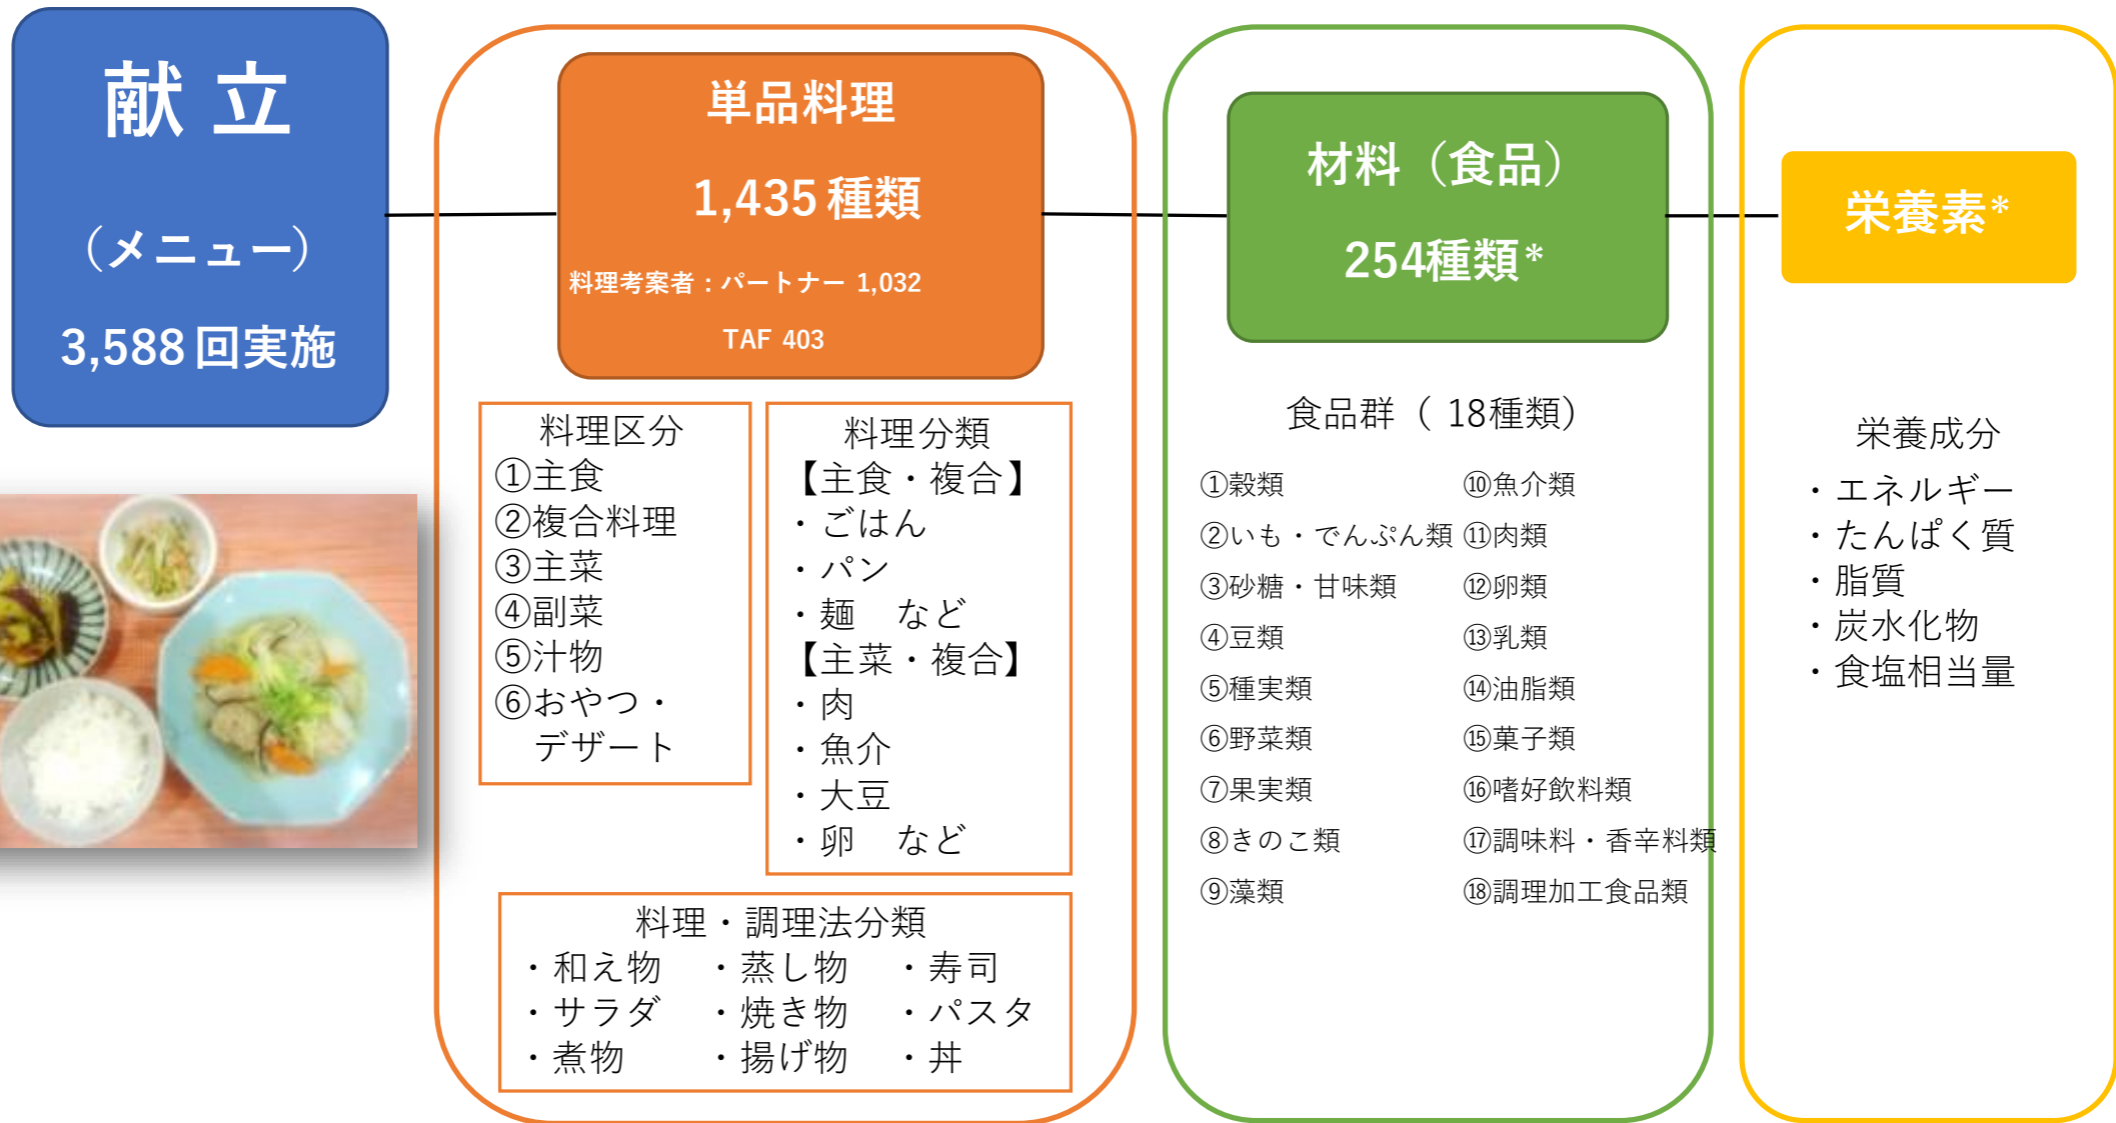 献 立
（メニュー）
3,588 回実施
単品料理
1,435 種類
料理考案者：パートナー 1,032
TAF 403
料理区分
①主食
②複合料理
③主菜
④副菜
⑤汁物
⑥おやつ・
デザート
料理分類
【主食・複合】
・ごはん
・パン
・麺　など
【主菜・複合】
・肉
・魚介
・大豆
・卵　など
料理・調理法分類
・和え物　・蒸し物　・寿司
・サラダ　・焼き物　・パスタ
・煮物　・揚げ物　・丼
材料（食品）
254種類*
食品群（ 18種類）
①穀類
②いも・でんぷん類
③砂糖・甘味類
④豆類
⑤種実類
⑥野菜類
⑦果実類
⑧きのこ類
⑨藻類
⑩魚介類
⑪肉類
⑫卵類
⑬乳類
⑭油脂類
⑮菓子類
⑯嗜好飲料類
⑰調味料・香辛料類
⑱調理加工食品類
栄養素*
栄養成分
・エネルギー
・たんぱく質
・脂質
・炭水化物
・食塩相当量